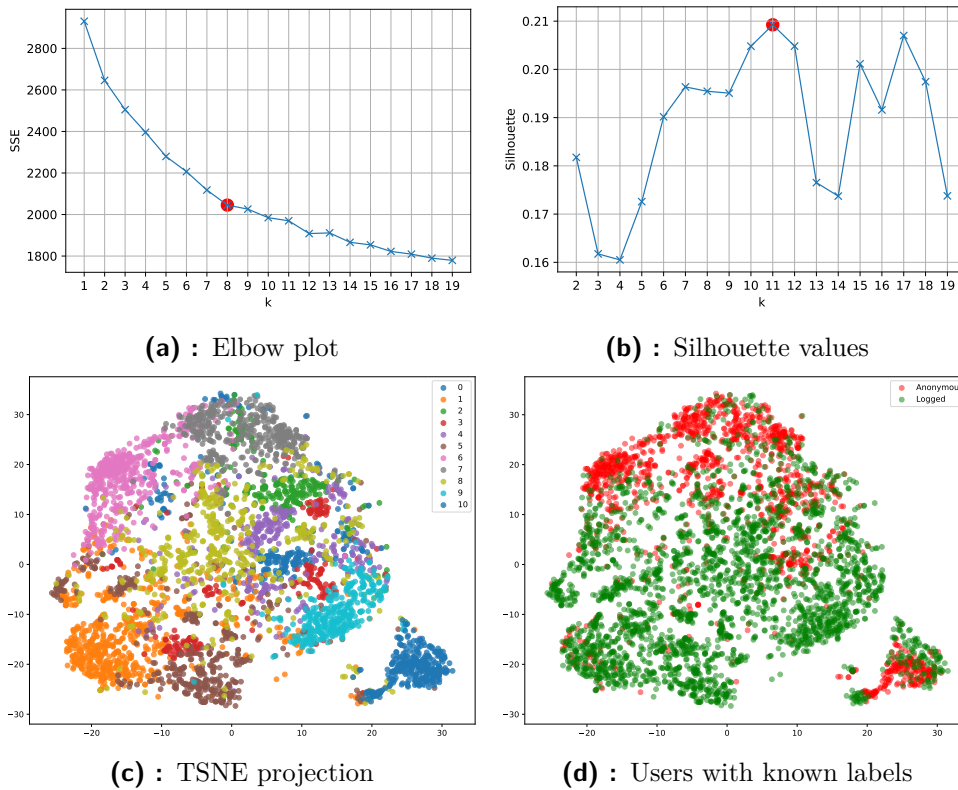 2800
2600
2400
2200
2000
1800
SSE
1 2 3 4 5 6 7 8 9 10 11 12 13 14 15 16 17 18 19
k
(a) : Elbow plot
0.21
0.20
0.19
0.18
0.17
0.16
Silhouette
2 3 4 5 6 7 8 9 10 11 12 13 14 15 16 17 18 19
k
(b) : Silhouette values
30
20
10
0
−10
−20
−30
−20 −10 0 10 20 30
0
1
2
3
4
5
6
7
8
9
10
(c) : TSNE projection
30
20
10
0
−10
−20
−30
−20 −10 0 10 20 30
Anonymous
Logged
(d) : Users with known labels